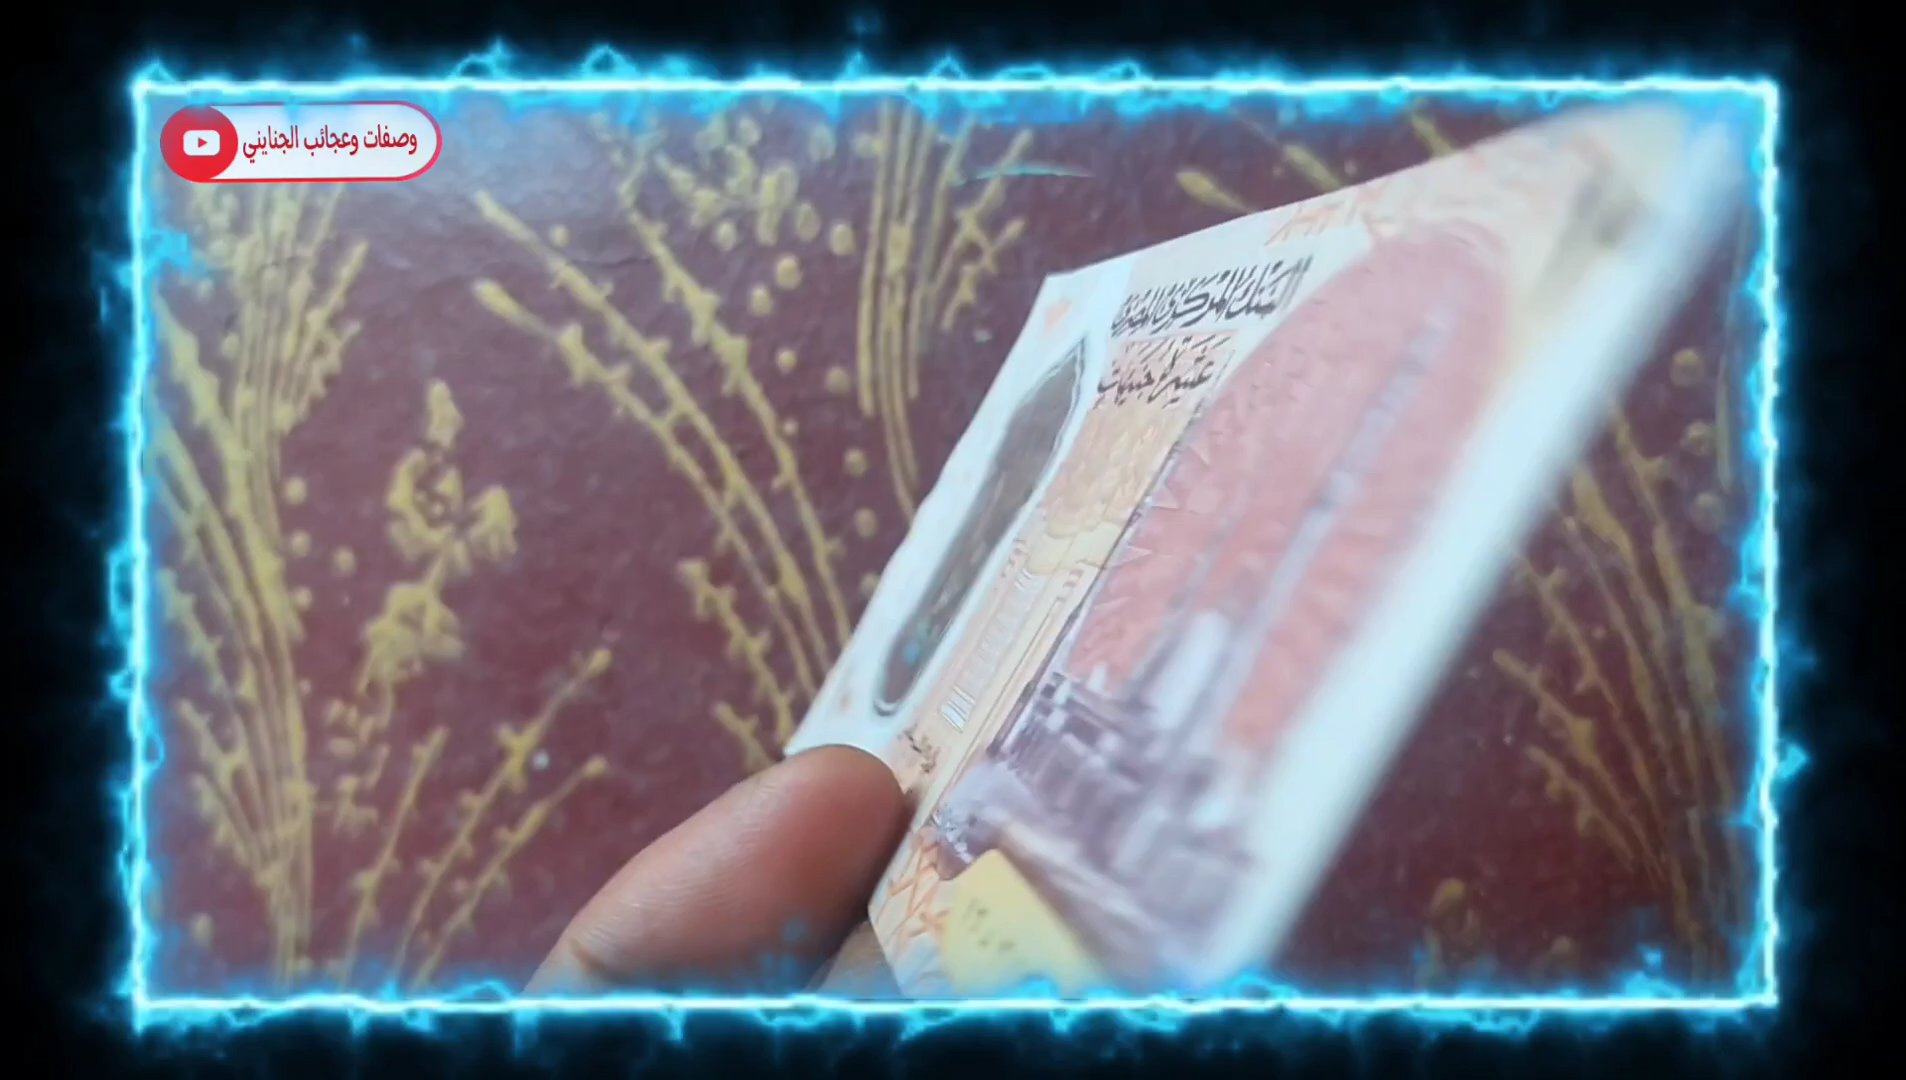 وصفات وعجائب الجنايني
البنك المركزي المصري
عشرة جنيهات